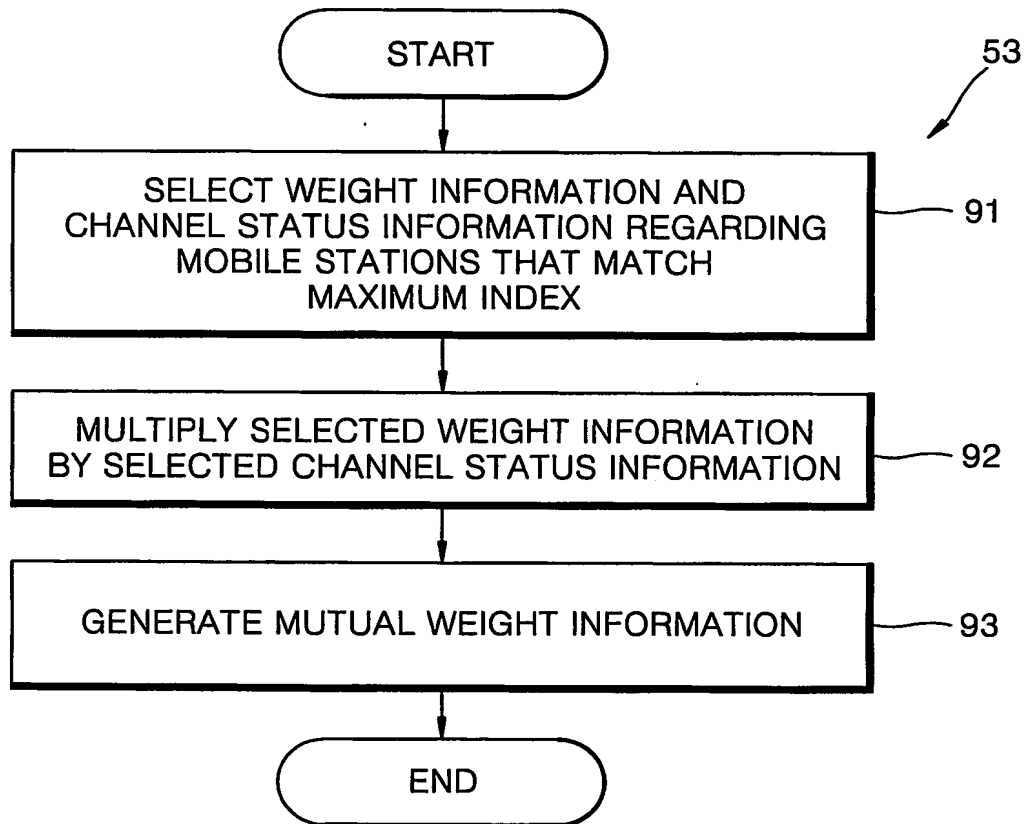 START
53
SELECT WEIGHT INFORMATION AND
CHANNEL STATUS INFORMATION REGARDING
MOBILE STATIONS THAT MATCH
MAXIMUM INDEX
91
MULTIPLY SELECTED WEIGHT INFORMATION
BY SELECTED CHANNEL STATUS INFORMATION
92
GENERATE MUTUAL WEIGHT INFORMATION
93
END